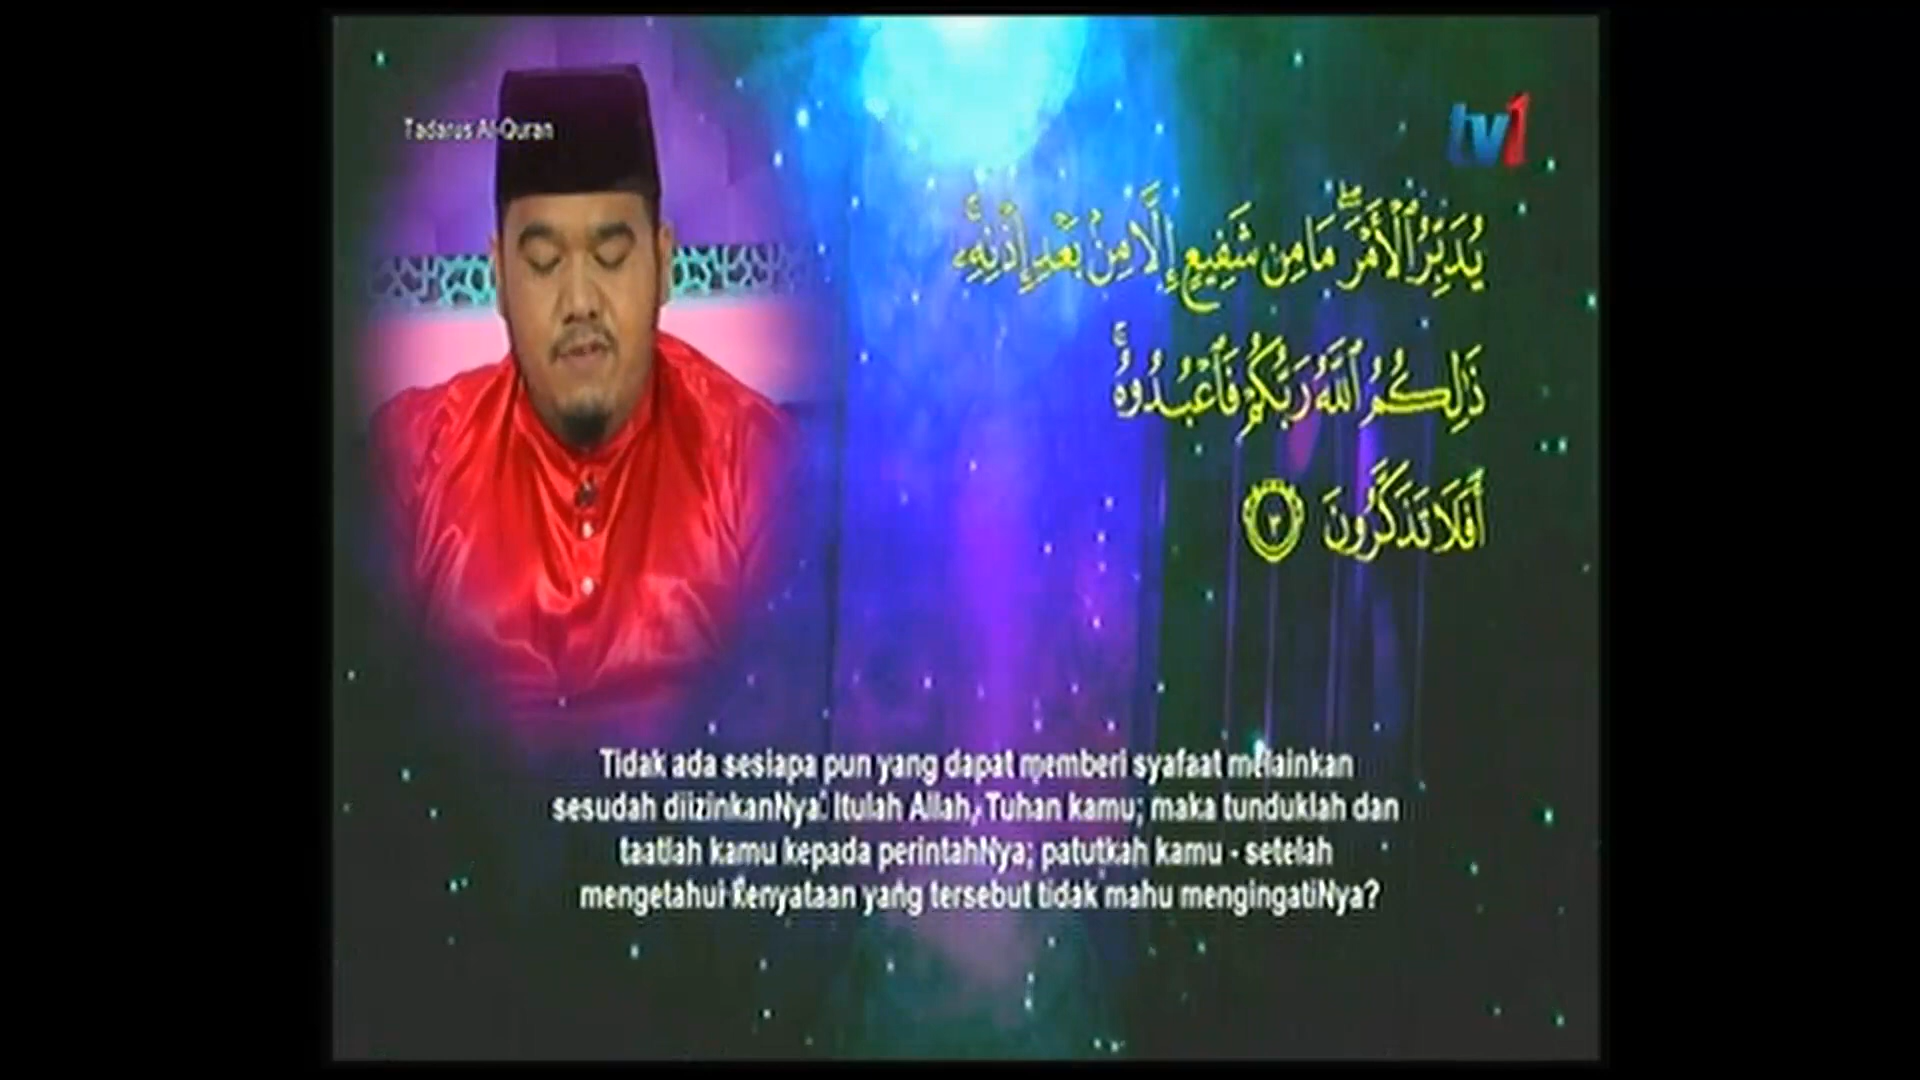 Tadarus Al-Quran
tv1
يُدَبِّرُ ٱلْأَمْرَ ۖ مَا مِن شَفِيعٍ إِلَّا مِنۢ بَعْدِ إِذْنِهِۦ ۚ
ذَٰلِكُمُ ٱللَّهُ رَبُّكُمْ فَٱعْبُدُوهُ ۚ
أَفَلَا تَذَكَّرُونَ ٣
Tidak ada sesiapa pun yang dapat memberi syafaat melainkan
sesudah diizinkanNya. Itulah Allah, Tuhan kamu; maka tunduklah dan
taatlah kamu kepada perintahNya; patutkah kamu - setelah
mengetahui kenyataan yang tersebut tidak mahu mengingatiNya?